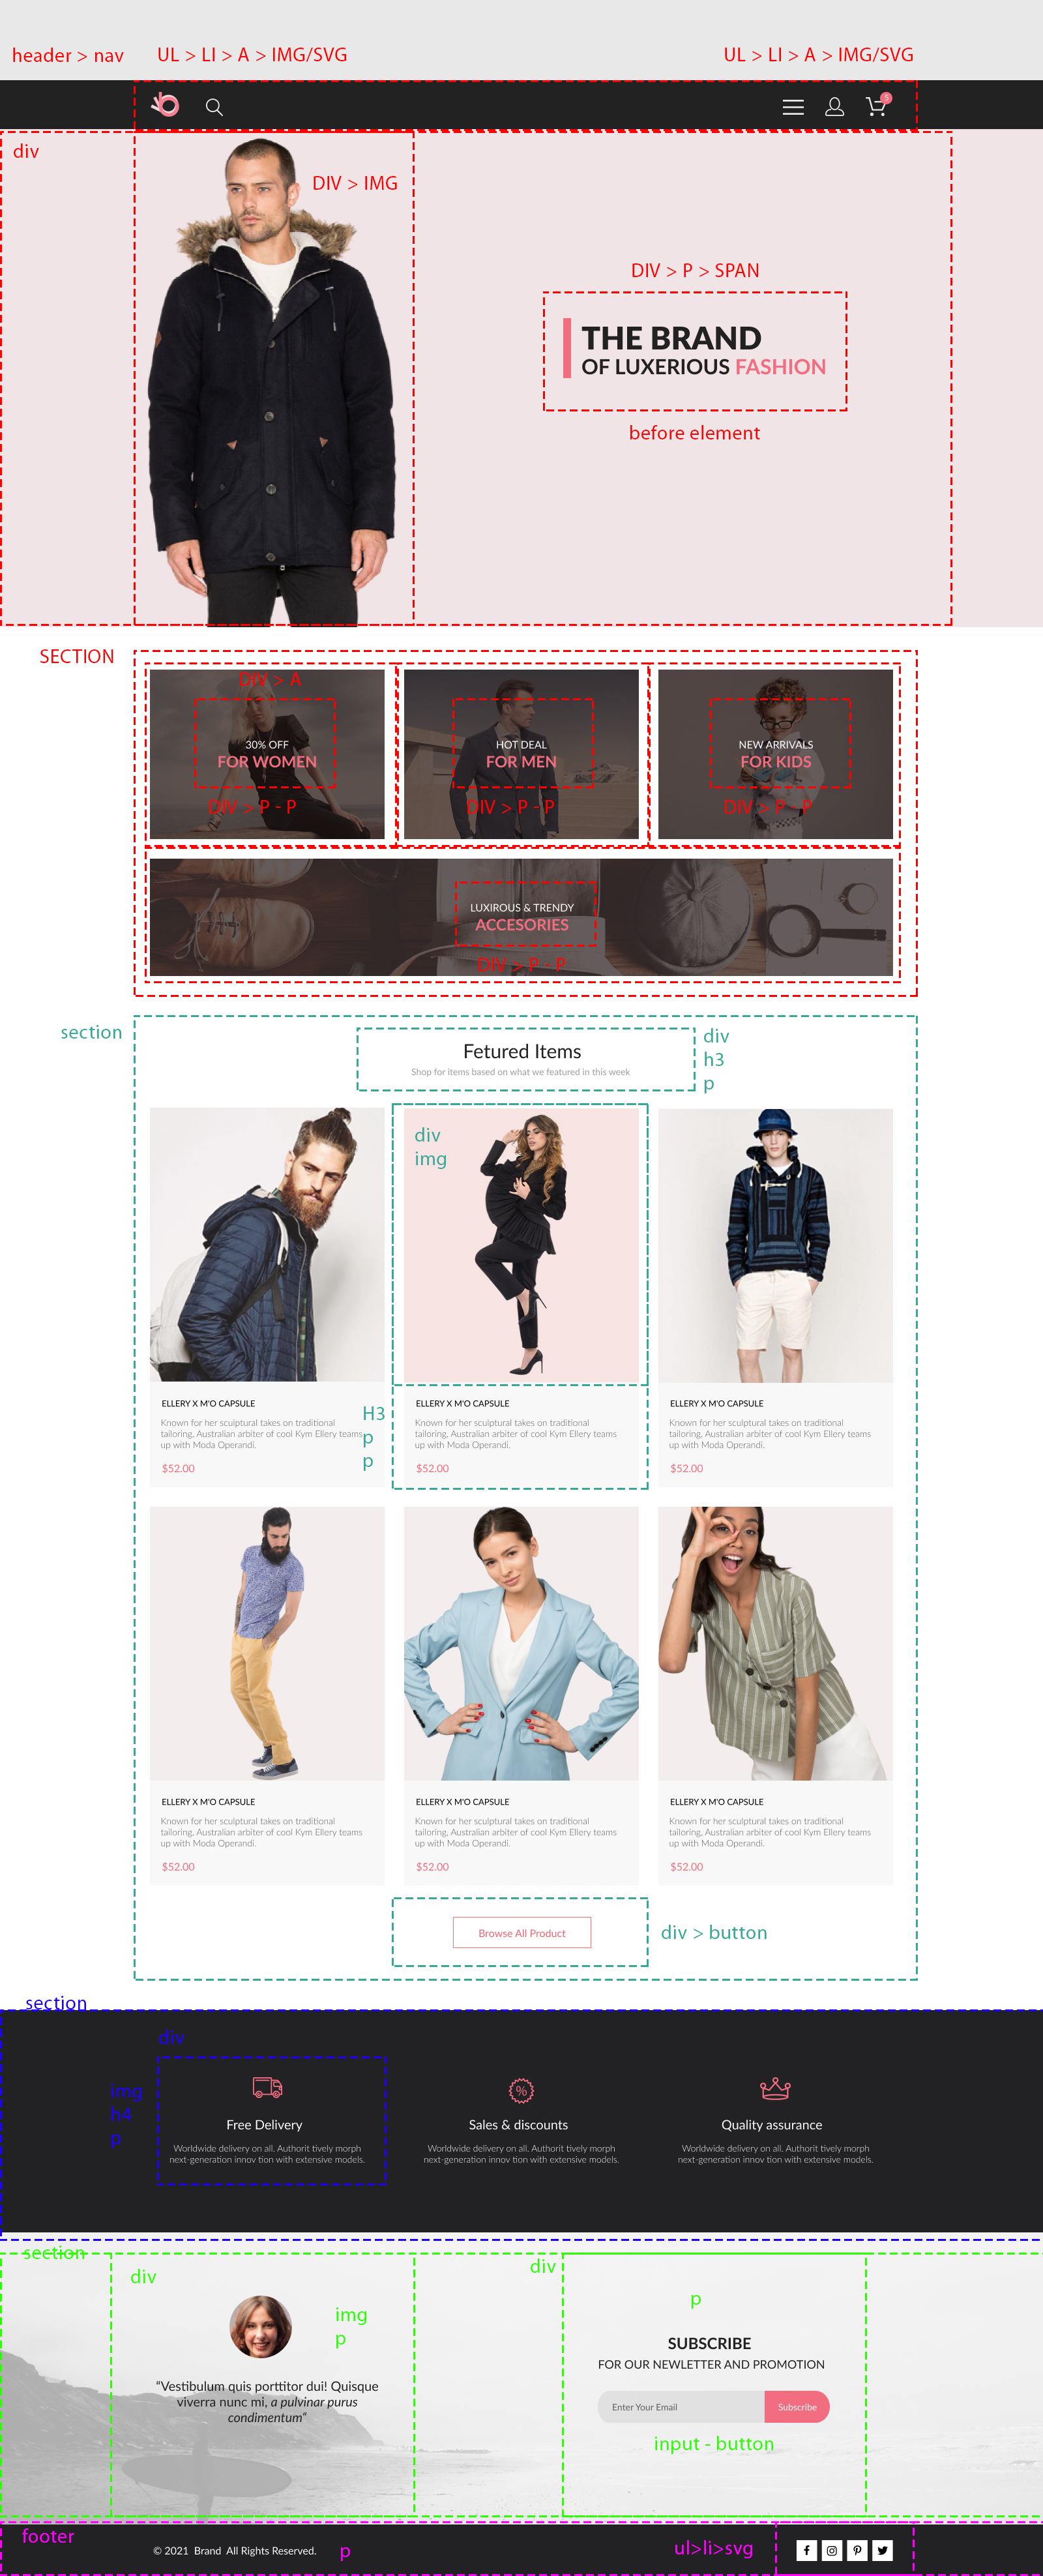 header > nav
UL > LI > A > IMG/SVG
UL > LI > A > IMG/SVG
5
div
DIV > IMG
DIV > P > SPAN
THE BRAND
OF LUXERIOUS FASHION
before element
SECTION
DIV > A
30% OFF
FOR WOMEN
DIV > P - P
HOT DEAL
FOR MEN
DIV > P - P
NEW ARRIVALS
FOR KIDS
DIV > P - P
LUXIROUS & TRENDY
ACCESORIES
DIV > P - P
section
Fetured Items
Shop for items based on what we featured in this week
div
h3
p
div
img
ELLERY X M'O CAPSULE
Known for her sculptural takes on traditional
tailoring, Australian arbiter of cool Kym Ellery teams
up with Moda Operandi.
$52.00
H3
p
p
ELLERY X M'O CAPSULE
Known for her sculptural takes on traditional
tailoring, Australian arbiter of cool Kym Ellery teams
up with Moda Operandi.
$52.00
ELLERY X M'O CAPSULE
Known for her sculptural takes on traditional
tailoring, Australian arbiter of cool Kym Ellery teams
up with Moda Operandi.
$52.00
ELLERY X M'O CAPSULE
Known for her sculptural takes on traditional
tailoring, Australian arbiter of cool Kym Ellery teams
up with Moda Operandi.
$52.00
ELLERY X M'O CAPSULE
Known for her sculptural takes on traditional
tailoring, Australian arbiter of cool Kym Ellery teams
up with Moda Operandi.
$52.00
ELLERY X M'O CAPSULE
Known for her sculptural takes on traditional
tailoring, Australian arbiter of cool Kym Ellery teams
up with Moda Operandi.
$52.00
Browse All Product
div > button
section
div
img
h4
p
Free Delivery
Worldwide delivery on all. Authorit tively morph
next-generation innov tion with extensive models.
%
Sales & discounts
Worldwide delivery on all. Authorit tively morph
next-generation innov tion with extensive models.
Quality assurance
Worldwide delivery on all. Authorit tively morph
next-generation innov tion with extensive models.
section
div
img
p
“Vestibulum quis porttitor dui! Quisque
viverra nunc mi, a pulvinar purus
condimentum“
div
p
SUBSCRIBE
FOR OUR NEWLETTER AND PROMOTION
Enter Your Email
Subscribe
input - button
footer
© 2021 Brand All Rights Reserved.
p
ul>li>svg